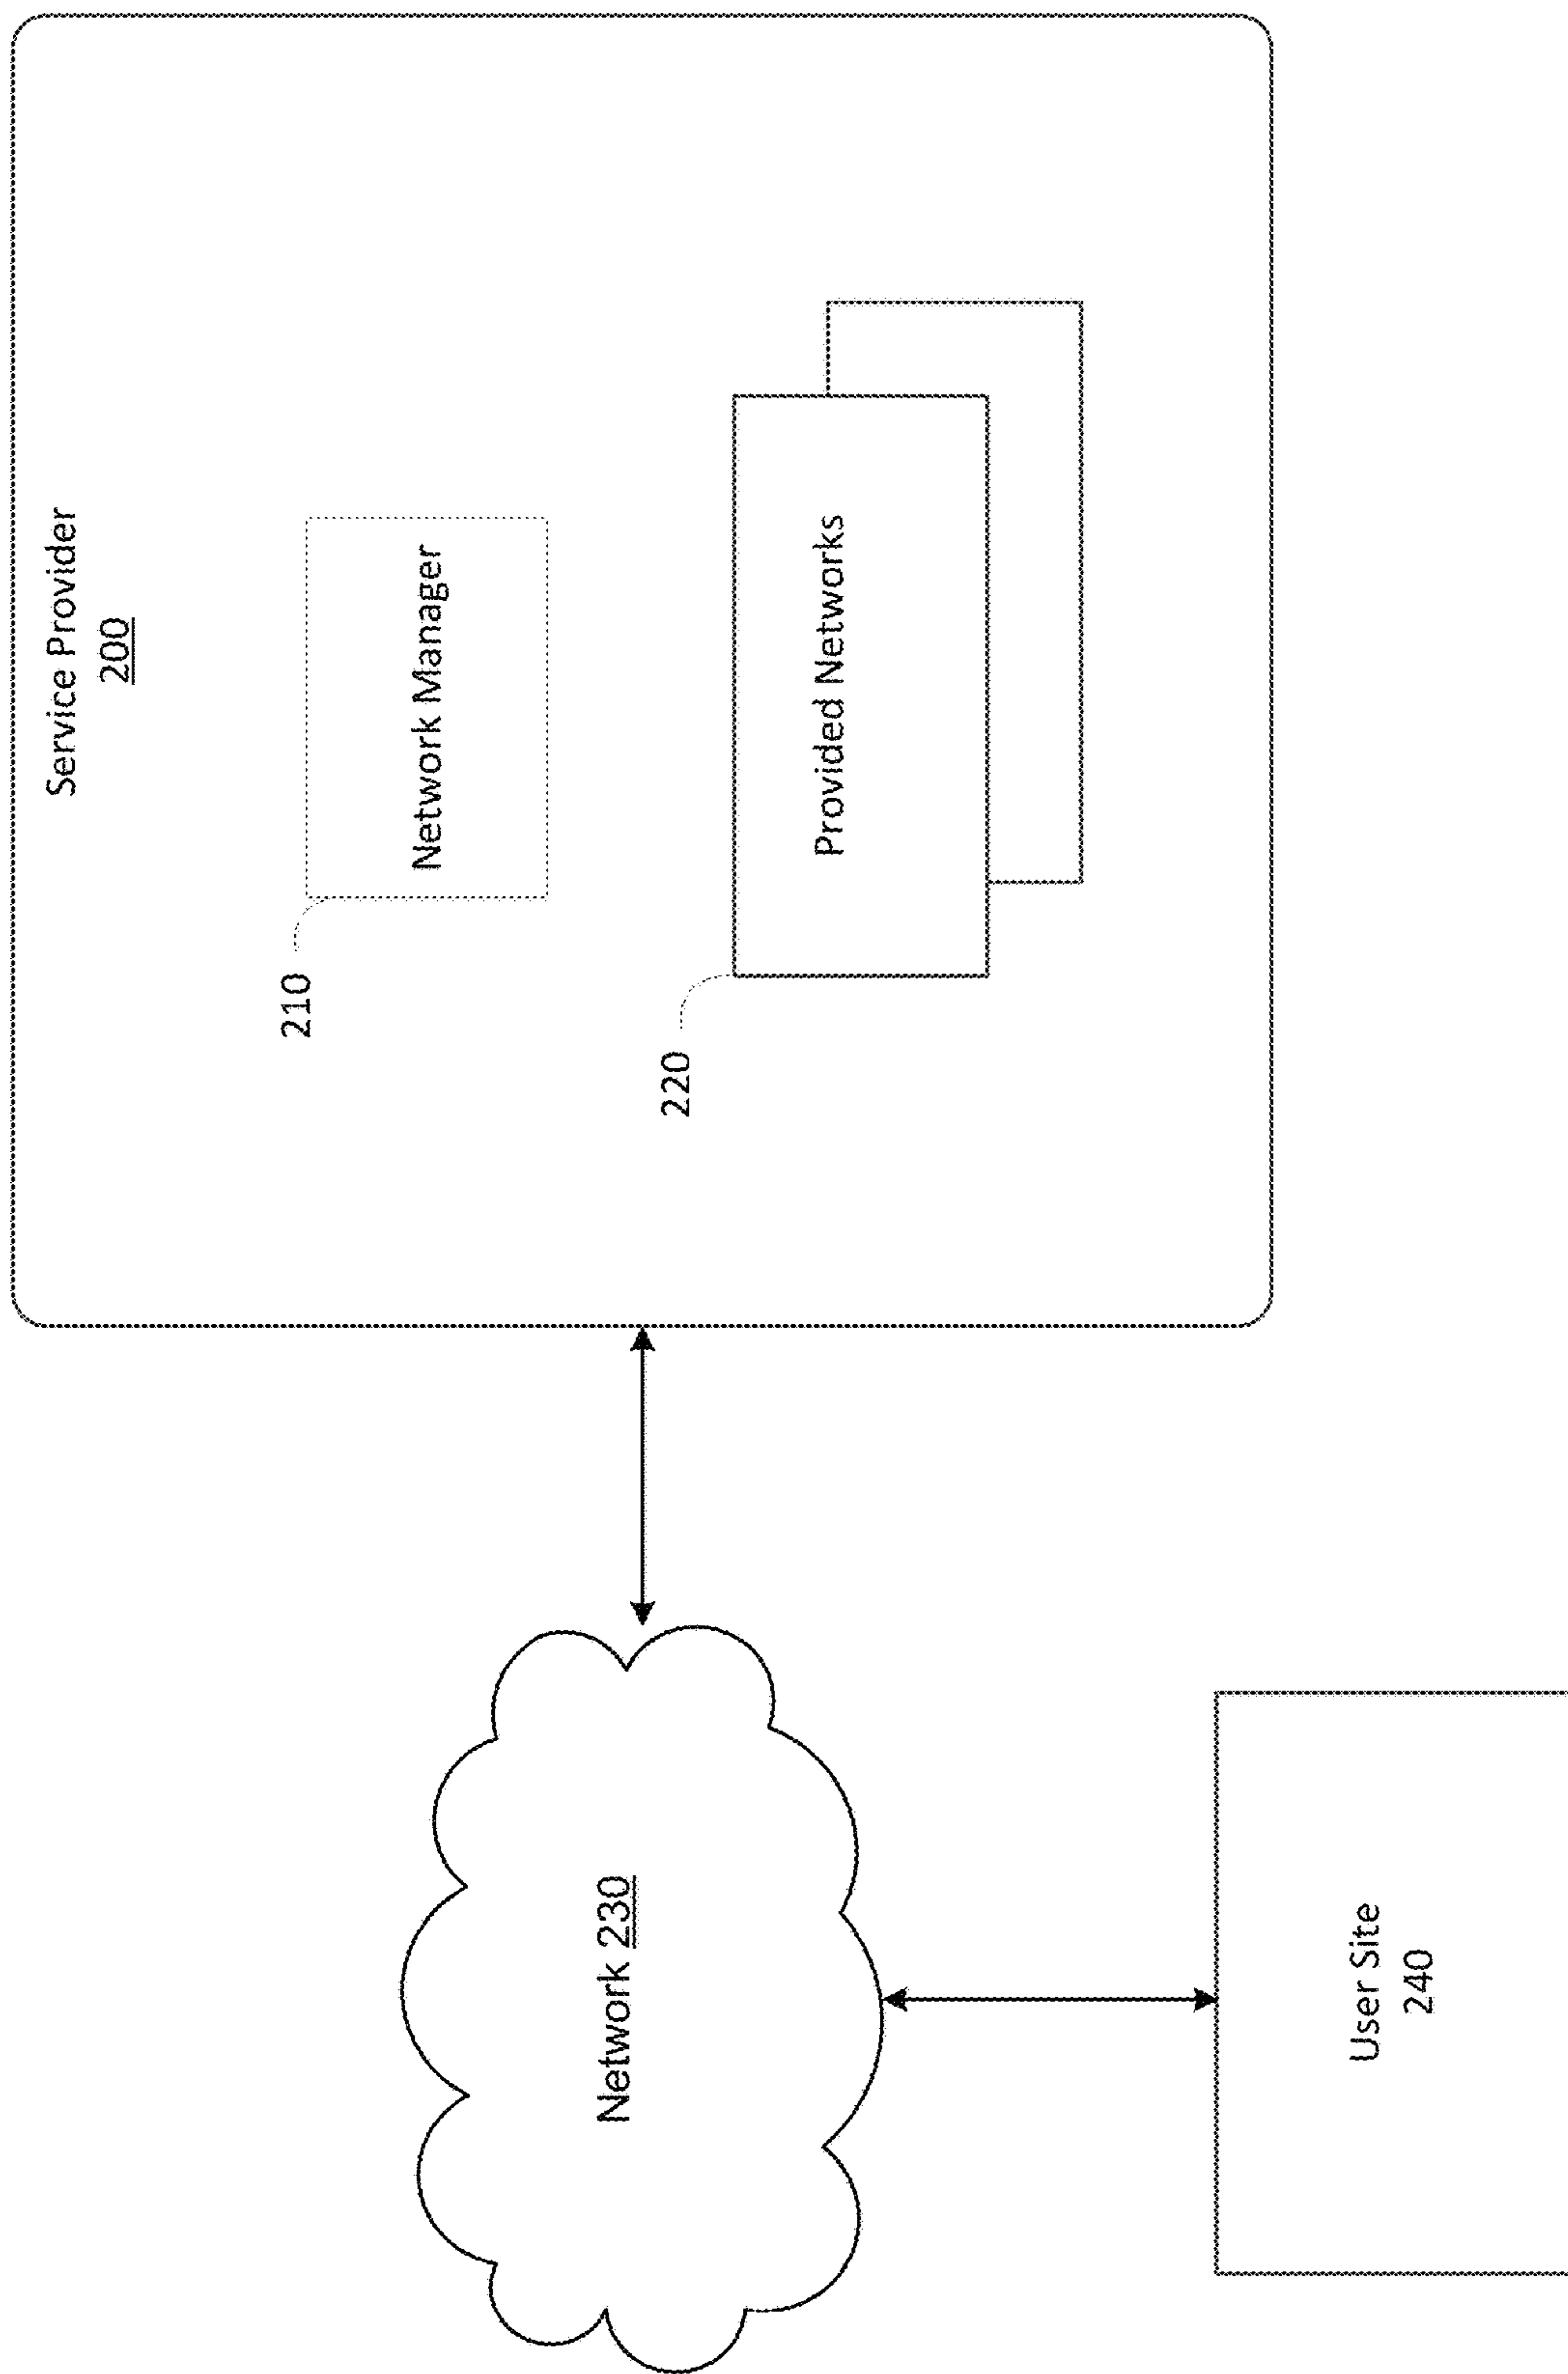 Service Provider
200
210
Network Manager
220
Provided Networks
Network 230
User Site
240